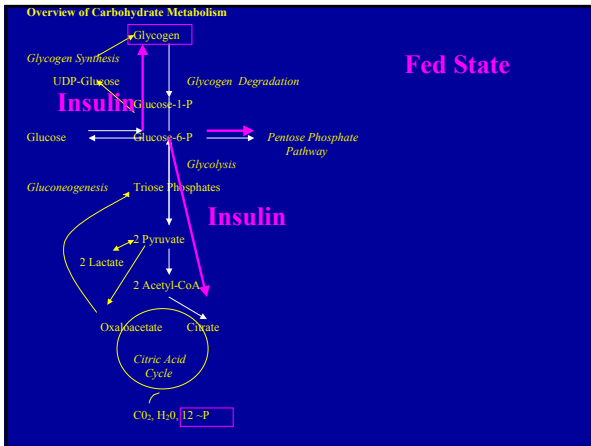 Overview of Carbohydrate Metabolism
Glycogen
Glycogen Synthesis
Fed State
UDP-Glucose
Glycogen Degradation
Insulin
Glucose-1-P
Glucose
Glucose-6-P
Pentose Phosphate
Pathway
Glycolysis
Gluconeogenesis
Triose Phosphates
Insulin
2 Pyruvate
2 Lactate
2 Acetyl-CoA
Oxaloacetate
Citrate
Citric Acid
Cycle
C0₂, H₂0, 12 ~P